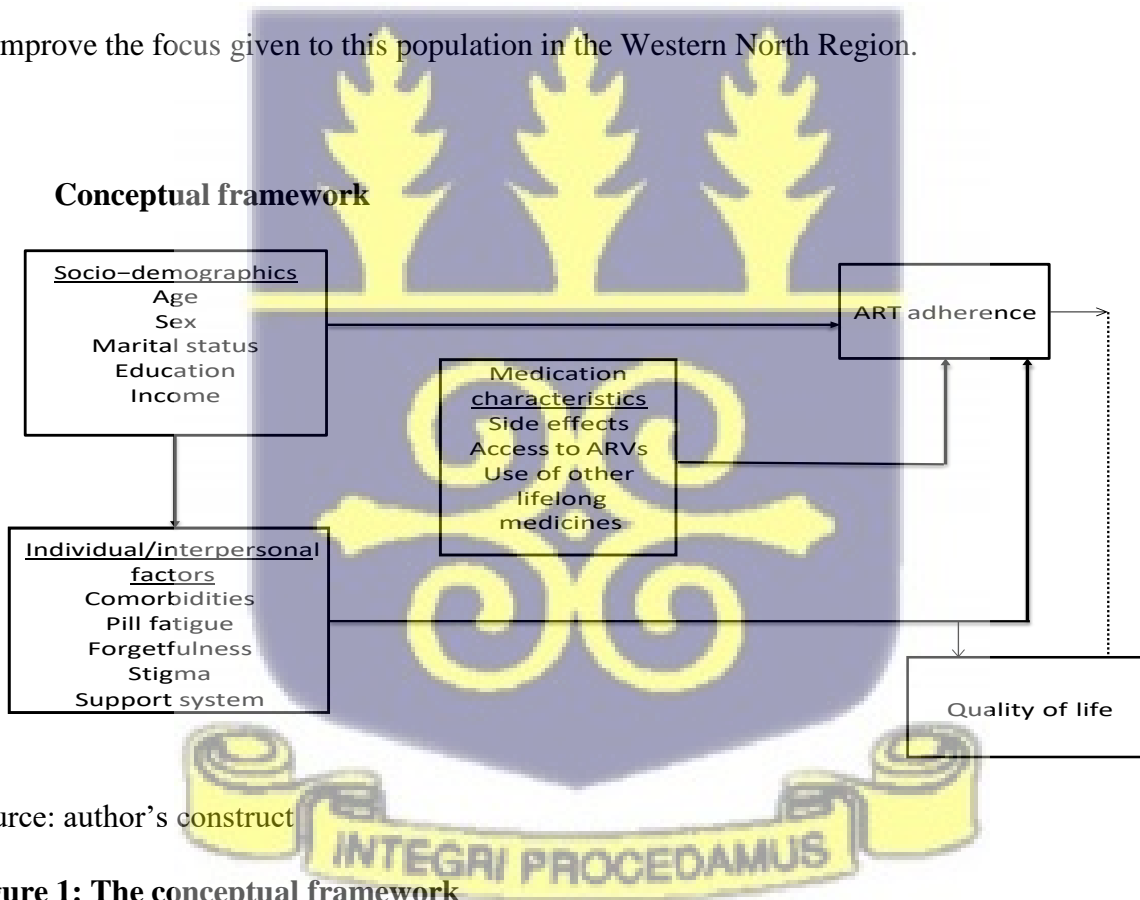 mprove the focus given to this population in the Western North Region.
Conceptual framework
Socio–demographics
Age
Sex
Marital status
Education
Income
ART adherence
Medication
characteristics
Side effects
Access to ARVs
Use of other
lifelong
medicines
Individual/interpersonal
factors
Comorbidities
Pill fatigue
Forgetfulness
Stigma
Support system
Quality of life
urce: author's construct
INTEGRI PROCEDAMUS
ure 1: The conceptual framework